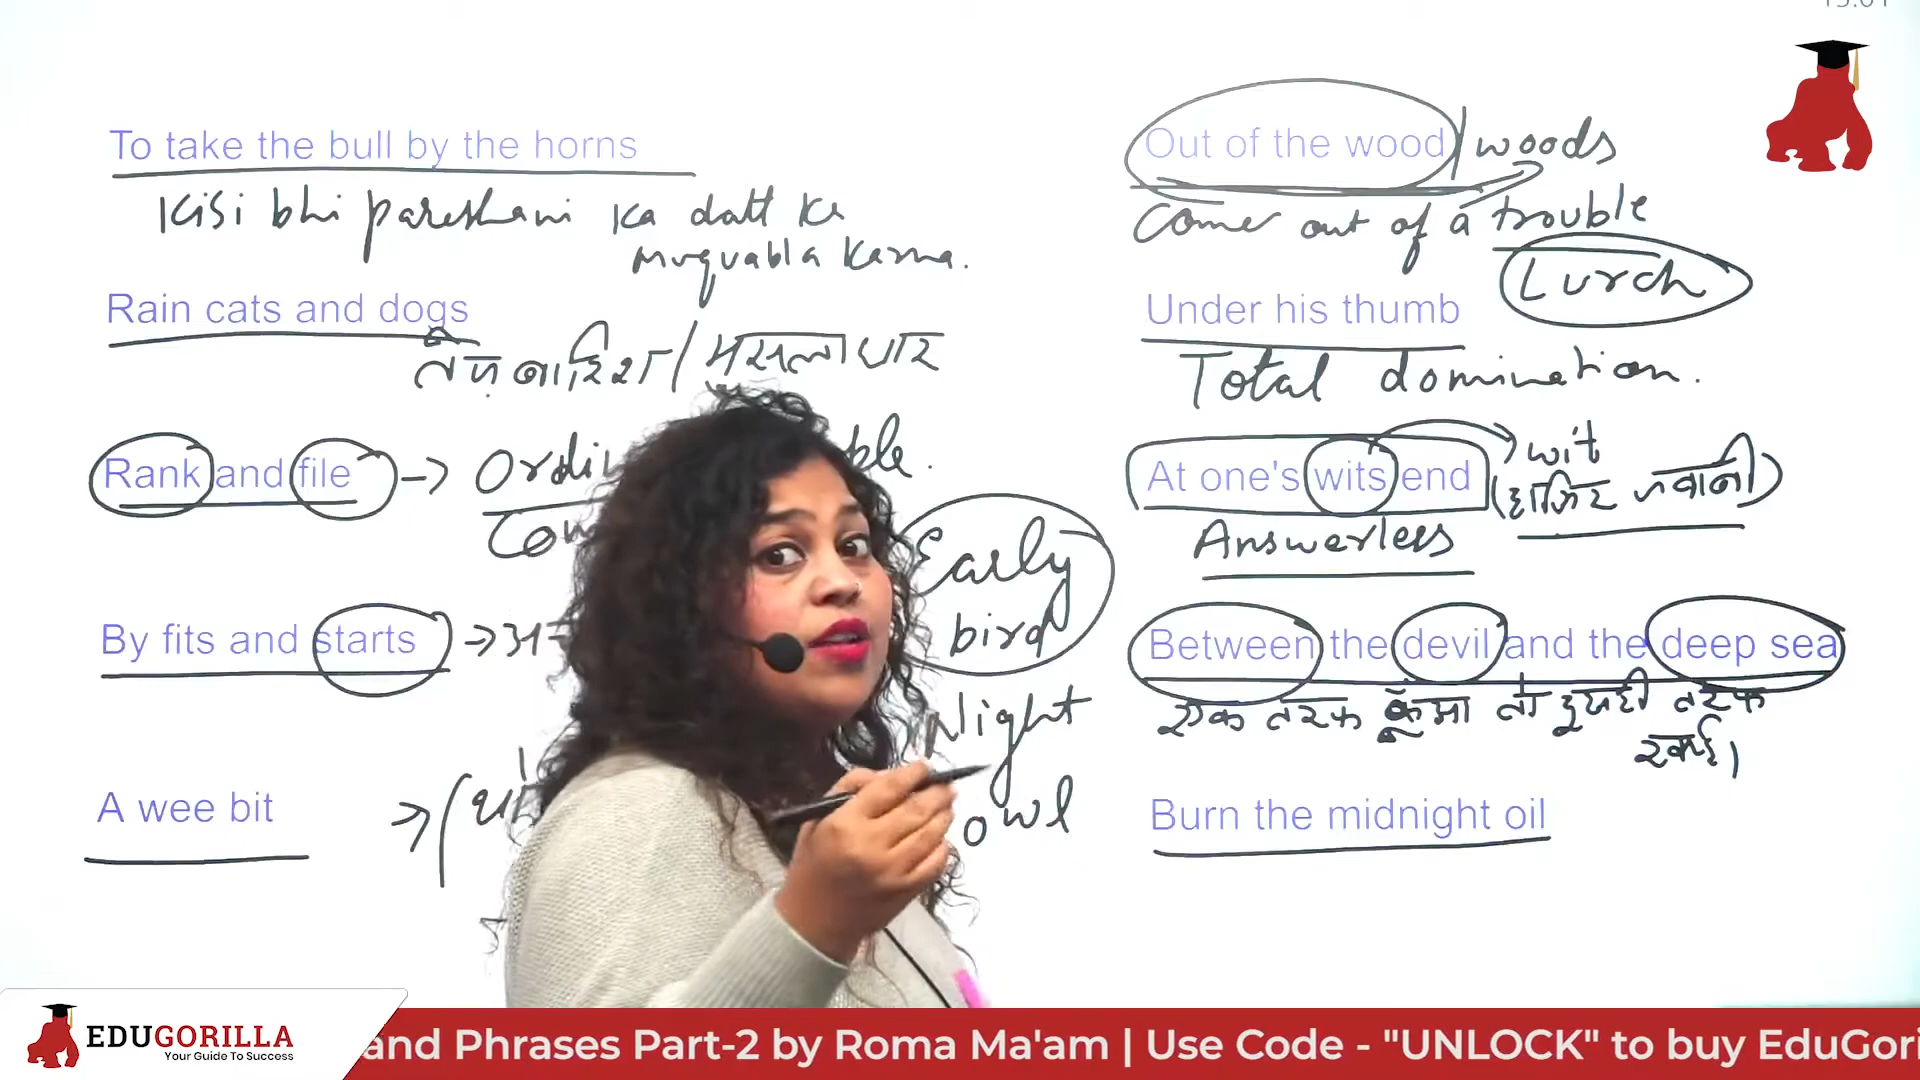 To take the bull by the horns
Kisi bhi pareshani ka datt ke
muquabla karna.
Rain cats and dogs
तेज़ बारिश / मूसलाधार
Rank and file →
By fits and starts →
A wee bit →
Early
bird
Night
owl
Out of the wood / woods
Come out of a trouble
Lurch
Under his thumb
Total domination.
At one's wits end
wit
(हाज़िर जवाबी)
Answerless
Between the devil and the deep sea
एक तरफ कुँआ तो दूसरी तरफ
खाई।
Burn the midnight oil
EDUGORILLA
Your Guide To Success
and Phrases Part-2 by Roma Ma'am | Use Code - "UNLOCK" to buy EduGori